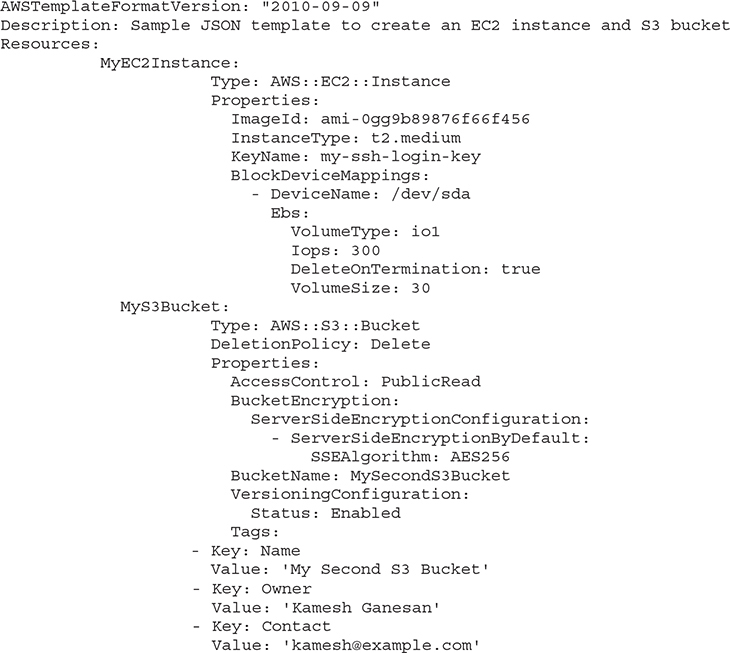 AWSTemplateFormatVersion: "2010-09-09"
Description: Sample JSON template to create an EC2 instance and S3 bucket
Resources:
MyEC2Instance:
Type: AWS::EC2::Instance
Properties:
ImageId: ami-0gg9b89876f66f456
InstanceType: t2.medium
KeyName: my-ssh-login-key
BlockDeviceMappings:
- DeviceName: /dev/sda
Ebs:
VolumeType: io1
Iops: 300
DeleteOnTermination: true
VolumeSize: 30
MyS3Bucket:
Type: AWS::S3::Bucket
DeletionPolicy: Delete
Properties:
AccessControl: PublicRead
BucketEncryption:
ServerSideEncryptionConfiguration:
- ServerSideEncryptionByDefault:
SSEAlgorithm: AES256
BucketName: MySecondS3Bucket
VersioningConfiguration:
Status: Enabled
Tags:
- Key: Name
Value: 'My Second S3 Bucket'
- Key: Owner
Value: 'Kamesh Ganesan'
- Key: Contact
Value: 'kamesh@example.com'